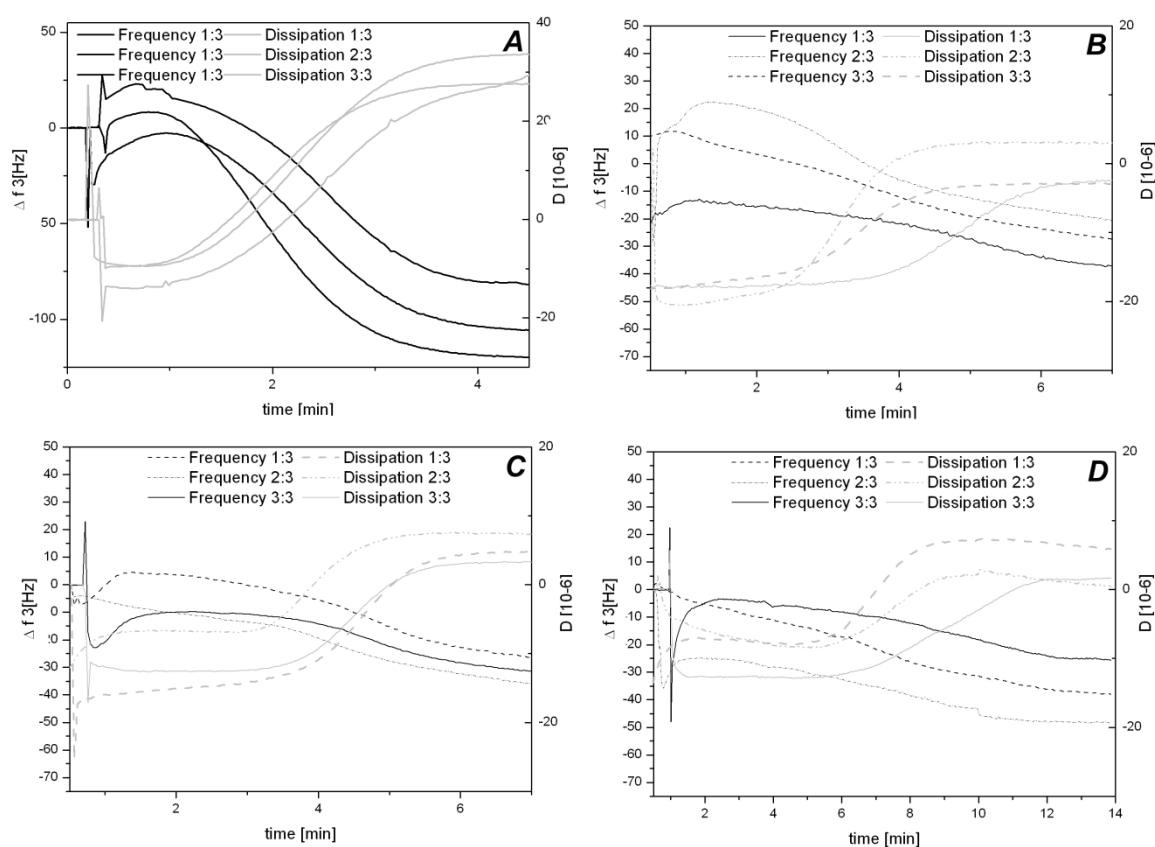 A
Frequency 1:3 Dissipation 1:3
Frequency 1:3 Dissipation 2:3
Frequency 1:3 Dissipation 3:3
50
0
50
-100
Δ f 3[Hz]
40
20
0
-20
D [10-6]
0 2 4
time [min]
B
Frequency 1:3 Dissipation 1:3
Frequency 2:3 Dissipation 2:3
Frequency 3:3 Dissipation 3:3
50
40
50
20
10
0
10
-20
-30
-40
-50
-60
-70
Δ f 3[Hz]
20
0
-20
D [10-6]
2 4 6
time [min]
C
Frequency 1:3 Dissipation 1:3
Frequency 2:3 Dissipation 2:3
Frequency 3:3 Dissipation 3:3
50
40
50
20
10
0
10
-20
30
-40
-50
60
-70
Δ f 3[Hz]
20
0
-20
D [10-6]
2 4 6
time [min]
D
Frequency 1:3 Dissipation 1:3
Frequency 2:3 Dissipation 2:3
Frequency 3:3 Dissipation 3:3
50
40
50
20
10
0
10
-20
-30
-40
-50
-60
-70
Δ f 3[Hz]
20
0
-20
D [10-6]
2 4 6 8 10 12 14
time [min]